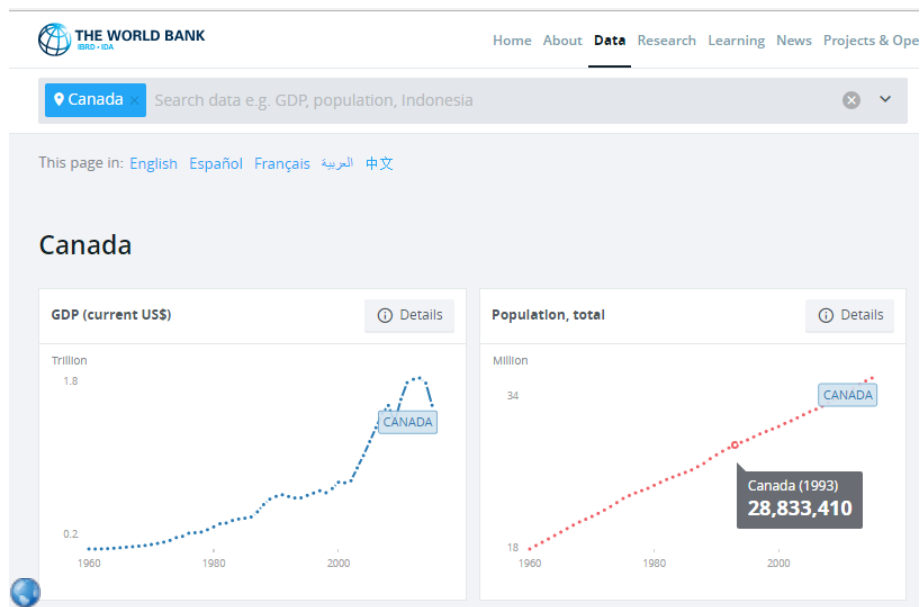 THE WORLD BANK
IBRD • IDA
Home About Data Research Learning News Projects & Ope
Canada × Search data e.g. GDP, population, Indonesia
This page in: English Español Français العربية 中文
Canada
GDP (current US$) Details
Trillion
1.8
CANADA
0.2
1960 1980 2000
Population, total Details
Million
34
CANADA
Canada (1993)
28,833,410
18
1960 1980 2000